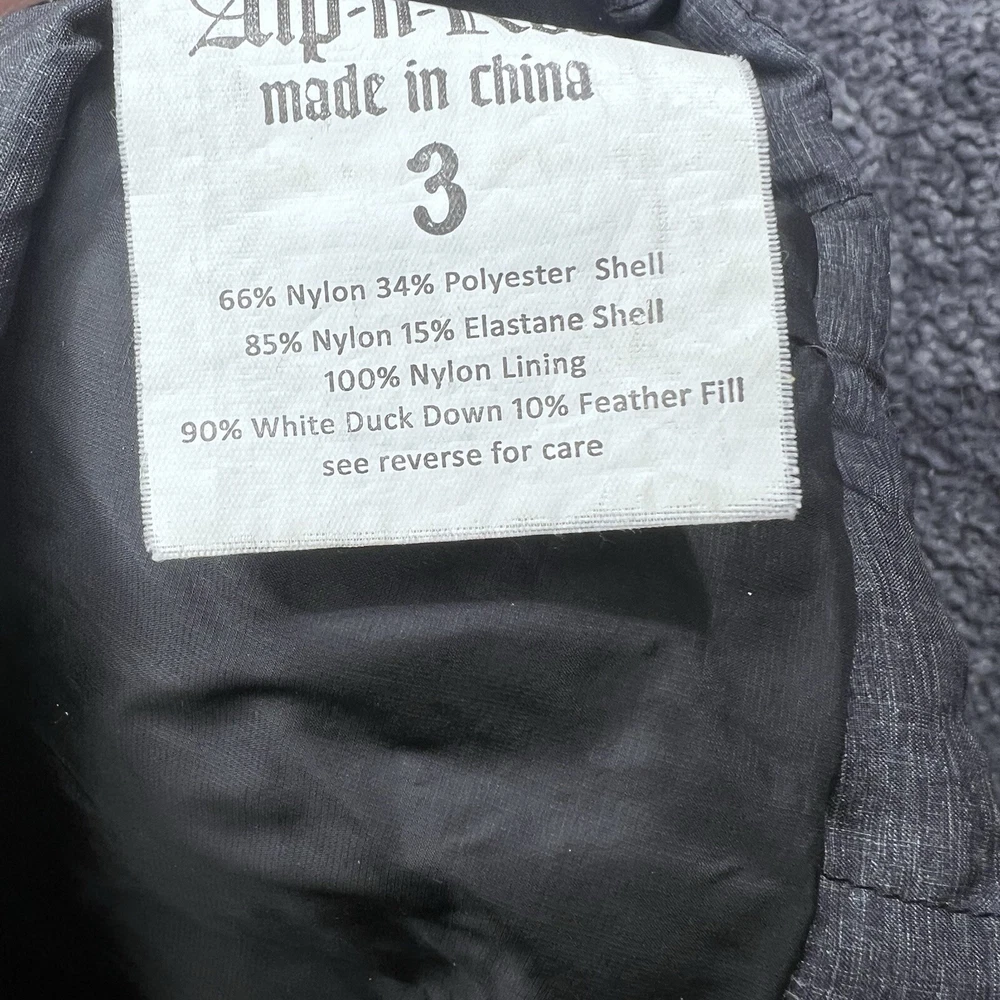 made in china
3
66% Nylon 34% Polyester Shell
85% Nylon 15% Elastane Shell
100% Nylon Lining
90% White Duck Down 10% Feather Fill
see reverse for care